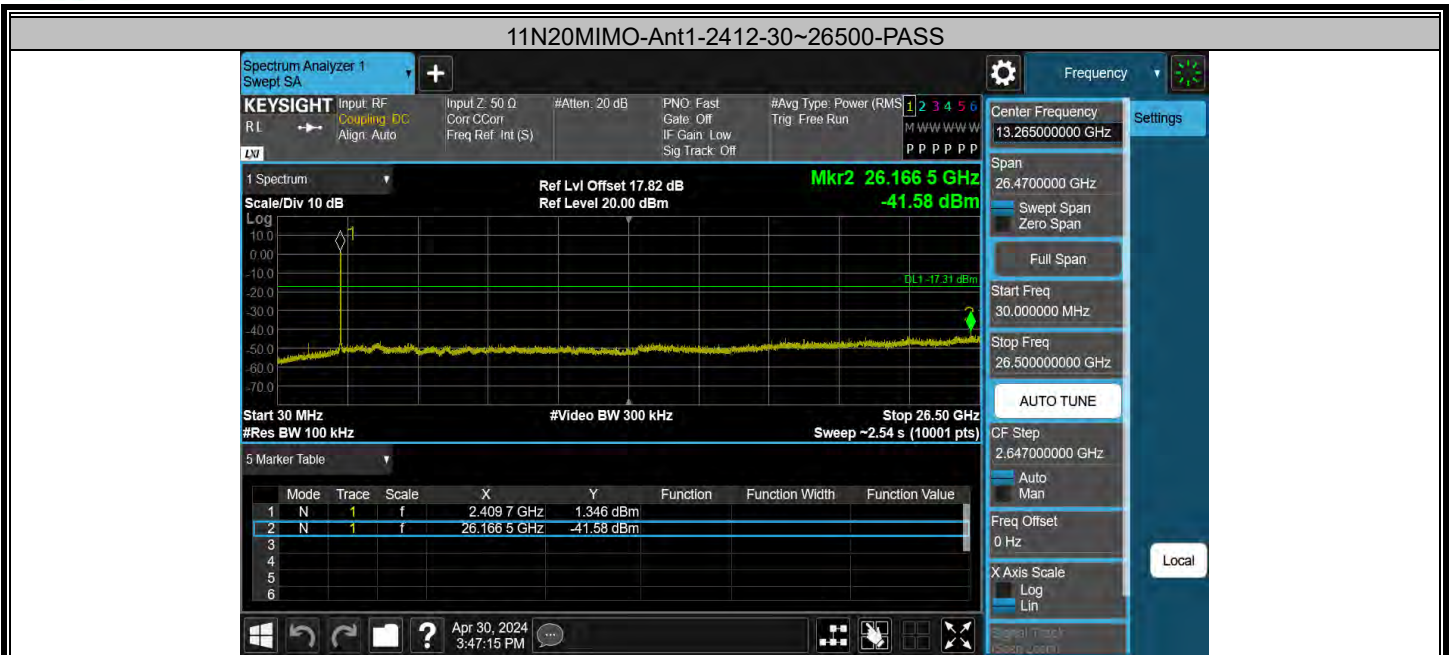 11N20MIMO-Ant1-2412-30~26500-PASS
Spectrum Analyzer 1
Swept SA
Frequency
KEYSIGHT
RL
LXI
Input: RF
Coupling: DC
Align: Auto
Input Z: 50 Ω
Corr CCorr
Freq Ref: Int (S)
#Atten: 20 dB
PNO: Fast
Gate: Off
IF Gain: Low
Sig Track: Off
#Avg Type: Power (RMS
Trig: Free Run
1 2 3 4 5 6
M W W W W W
P P P P P P
1 Spectrum
Scale/Div 10 dB
Ref Lvl Offset 17.82 dB
Ref Level 20.00 dBm
Mkr2 26.166 5 GHz
-41.58 dBm
Log
10.0
0.00
-10.0
-20.0
-30.0
-40.0
-50.0
-60.0
-70.0
1
DL1 -17.31 dBm
2
Start 30 MHz
#Video BW 300 kHz
Stop 26.50 GHz
#Res BW 100 kHz
Sweep ~2.54 s (10001 pts)
5 Marker Table
Mode Trace Scale X Y Function Function Width Function Value
1 N 1 f 2.409 7 GHz 1.346 dBm
2 N 1 f 26.166 5 GHz -41.58 dBm
3
4
5
6
Apr 30, 2024
3:47:15 PM
Center Frequency
13.265000000 GHz
Settings
Span
26.4700000 GHz
Swept Span
Zero Span
Full Span
Start Freq
30.000000 MHz
Stop Freq
26.500000000 GHz
AUTO TUNE
CF Step
2.647000000 GHz
Auto
Man
Freq Offset
0 Hz
X Axis Scale
Log
Lin
Local
Signal Track
(Span Zoom)